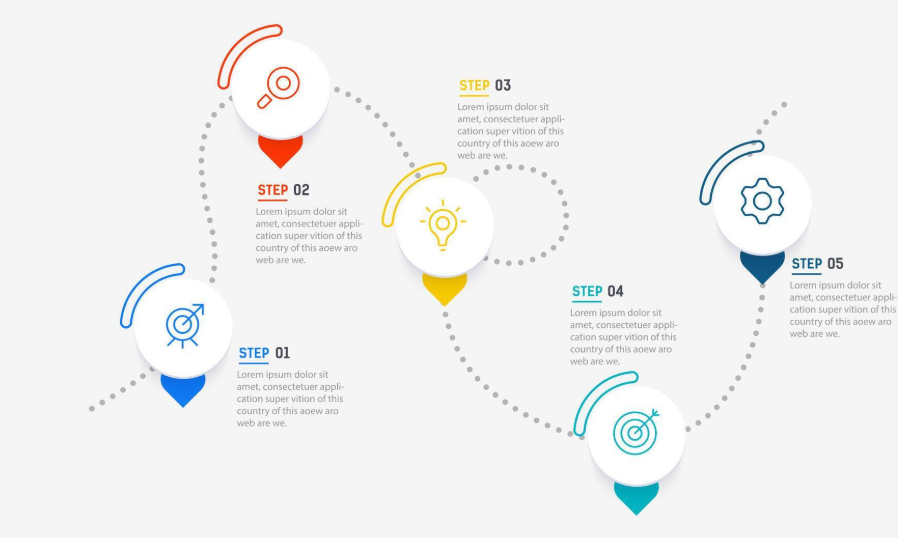 STEP 01
Lorem ipsum dolor sit
amet, consectetuer appli-
cation super vition of this
country of this aoew aro
web are we.
STEP 02
Lorem ipsum dolor sit
amet, consectetuer appli-
cation super vition of this
country of this aoew aro
web are we.
STEP 03
Lorem ipsum dolor sit
amet, consectetuer appli-
cation super vition of this
country of this aoew aro
web are we.
STEP 04
Lorem ipsum dolor sit
amet, consectetuer appli-
cation super vition of this
country of this aoew aro
web are we.
STEP 05
Lorem ipsum dolor sit
amet, consectetuer appli-
cation super vition of this
country of this aoew aro
web are we.